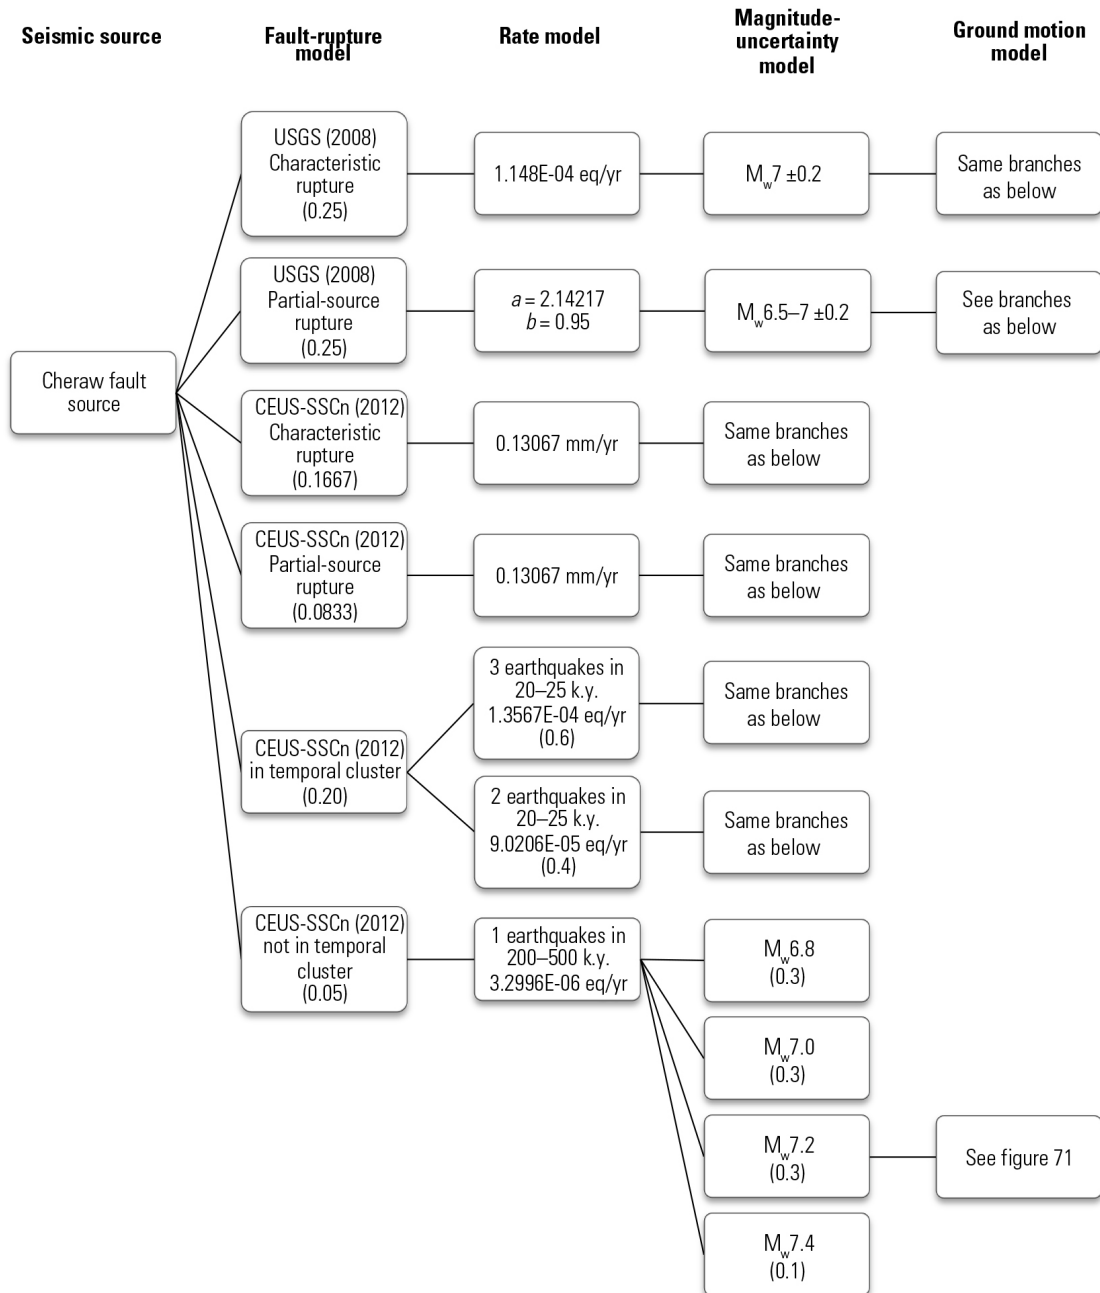 Seismic source
Fault-rupture
model
Rate model
Magnitude-
uncertainty
model
Ground motion
model
USGS (2008)
Characteristic
rupture
(0.25)
1.148E-04 eq/yr
Mw7 ±0.2
Same branches
as below
USGS (2008)
Partial-source
rupture
(0.25)
a = 2.14217
b = 0.95
Mw6.5–7 ±0.2
See branches
as below
Cheraw fault
source
CEUS-SSCn (2012)
Characteristic
rupture
(0.1667)
0.13067 mm/yr
Same branches
as below
CEUS-SSCn (2012)
Partial-source
rupture
(0.0833)
0.13067 mm/yr
Same branches
as below
3 earthquakes in
20–25 k.y.
1.3567E-04 eq/yr
(0.6)
Same branches
as below
CEUS-SSCn (2012)
in temporal cluster
(0.20)
2 earthquakes in
20–25 k.y.
9.0206E-05 eq/yr
(0.4)
Same branches
as below
CEUS-SSCn (2012)
not in temporal
cluster
(0.05)
1 earthquakes in
200–500 k.y.
3.2996E-06 eq/yr
Mw6.8
(0.3)
Mw7.0
(0.3)
Mw7.2
(0.3)
See figure 71
Mw7.4
(0.1)